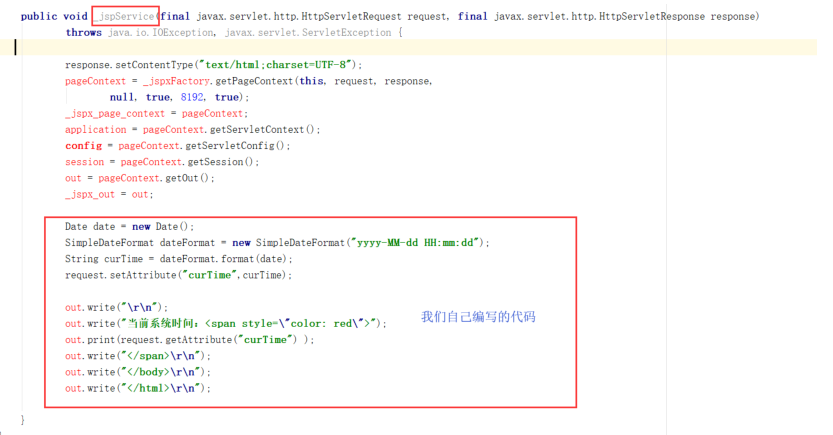 public void _jspService(final javax.servlet.http.HttpServletRequest request, final javax.servlet.http.HttpServletResponse response)
throws java.io.IOException, javax.servlet.ServletException {
response.setContentType("text/html;charset=UTF-8");
pageContext = _jspxFactory.getPageContext(this, request, response,
null, true, 8192, true);
_jspx_page_context = pageContext;
application = pageContext.getServletContext();
config = pageContext.getServletConfig();
session = pageContext.getSession();
out = pageContext.getOut();
_jspx_out = out;
Date date = new Date();
SimpleDateFormat dateFormat = new SimpleDateFormat("yyyy-MM-dd HH:mm:dd");
String curTime = dateFormat.format(date);
request.setAttribute("curTime",curTime);
out.write("\r\n");
out.write("当前系统时间：<span style=\"color: red\">");
我们自己编写的代码
out.print(request.getAttribute("curTime") );
out.write("</span>\r\n");
out.write("</body>\r\n");
out.write("</html>\r\n");
}